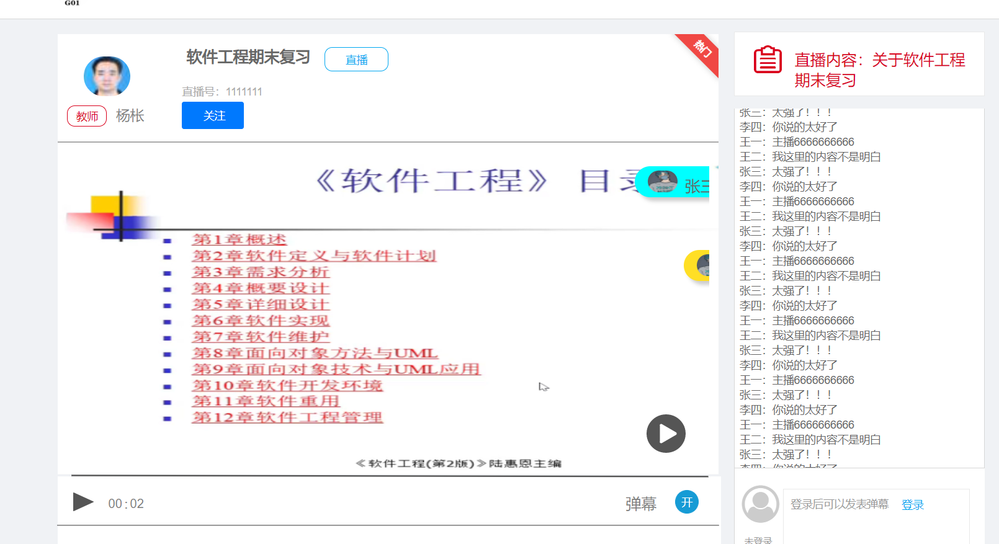 G01
软件工程期末复习
直播
热门
直播号：1111111
教师
杨枨
关注
《软件工程》 目录
张三
第1章概述
第2章软件定义与软件计划
第3章需求分析
第4章概要设计
第5章详细设计
第6章软件实现
第7章软件维护
第8章面向对象方法与UML
第9章面向对象技术与UML应用
第10章软件开发环境
第11章软件重用
第12章软件工程管理
《软件工程(第2版)》陆惠恩主编
00:02
弹幕
开
直播内容：关于软件工程
期末复习
张三：太强了！！！
李四：你说的太好了
王一：主播6666666666
王二：我这里的内容不是明白
张三：太强了！！！
李四：你说的太好了
王一：主播6666666666
王二：我这里的内容不是明白
张三：太强了！！！
李四：你说的太好了
王一：主播6666666666
王二：我这里的内容不是明白
张三：太强了！！！
李四：你说的太好了
王一：主播6666666666
王二：我这里的内容不是明白
张三：太强了！！！
李四：你说的太好了
王一：主播6666666666
张三：太强了！！！
李四：你说的太好了
王一：主播6666666666
王二：我这里的内容不是明白
张三：太强了！！！
李四：你说的太好了
登录后可以发表弹幕 登录
未登录